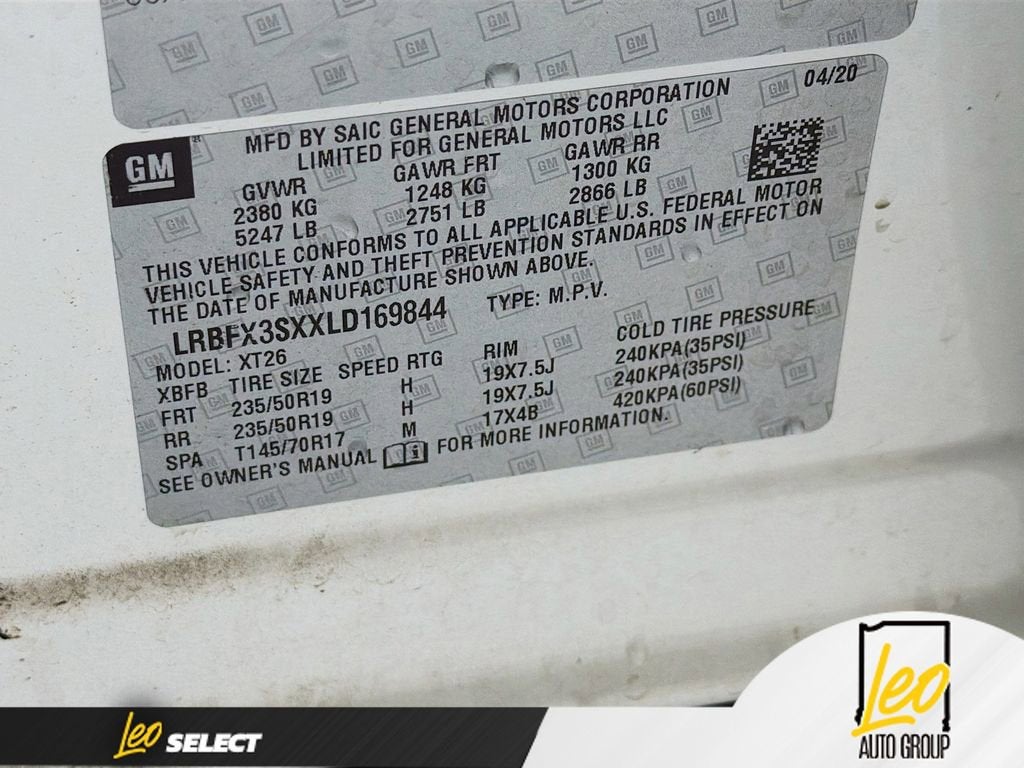 04/20
MFD BY SAIC GENERAL MOTORS CORPORATION
LIMITED FOR GENERAL MOTORS LLC
GM
GVWR GAWR FRT GAWR RR
2380 KG 1248 KG 1300 KG
5247 LB 2751 LB 2866 LB
THIS VEHICLE CONFORMS TO ALL APPLICABLE U.S. FEDERAL MOTOR
VEHICLE SAFETY AND THEFT PREVENTION STANDARDS IN EFFECT ON
THE DATE OF MANUFACTURE SHOWN ABOVE.
LRBFX3SXXLD169844 TYPE: M.P.V.
MODEL: XT26
XBFB TIRE SIZE SPEED RTG RIM COLD TIRE PRESSURE
FRT 235/50R19 H 19X7.5J 240KPA(35PSI)
RR 235/50R19 H 19X7.5J 240KPA(35PSI)
SPA T145/70R17 M 17X4B 420KPA(60PSI)
SEE OWNER'S MANUAL FOR MORE INFORMATION.
Leo SELECT
Leo
AUTO GROUP